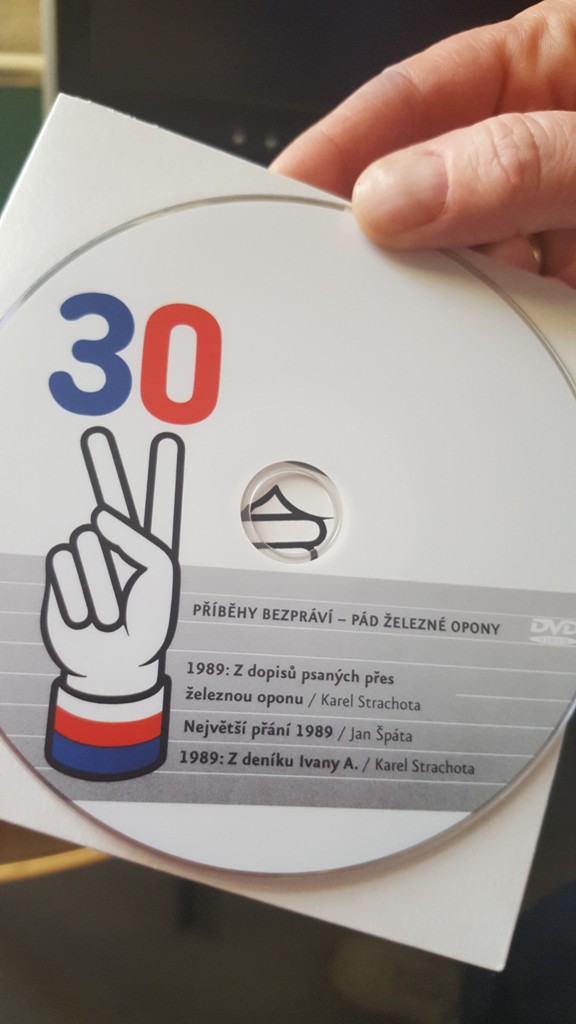 30
PŘÍBĚHY BEZPRÁVÍ – PÁD ŽELEZNÉ OPONY
DVD
1989: Z dopisů psaných přes
železnou oponu / Karel Strachota
Největší přání 1989 / Jan Špáta
1989: Z deníku Ivany A. / Karel Strachota